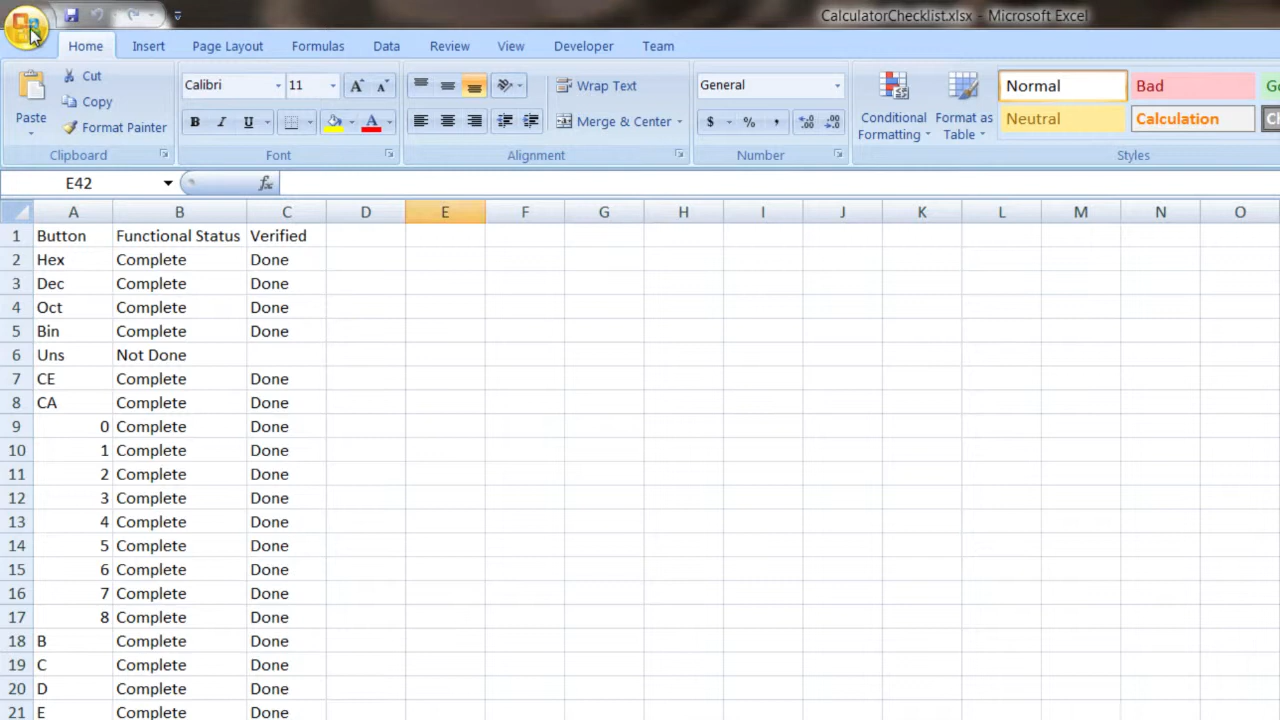 CalculatorChecklist.xlsx - Microsoft Excel
Home Insert Page Layout Formulas Data Review View Developer Team
Paste
Cut
Copy
Format Painter
Clipboard
Calibri 11
B I U
Font
Wrap Text
Merge & Center
Alignment
General
$ % ,
Number
Conditional Formatting
Format as Table
Normal Bad
Neutral Calculation
Styles
E42 fx
A B C D E F G H I J K L M N O
1 Button Functional Status Verified
2 Hex Complete Done
3 Dec Complete Done
4 Oct Complete Done
5 Bin Complete Done
6 Uns Not Done
7 CE Complete Done
8 CA Complete Done
9 0 Complete Done
10 1 Complete Done
11 2 Complete Done
12 3 Complete Done
13 4 Complete Done
14 5 Complete Done
15 6 Complete Done
16 7 Complete Done
17 8 Complete Done
18 B Complete Done
19 C Complete Done
20 D Complete Done
21 E Complete Done